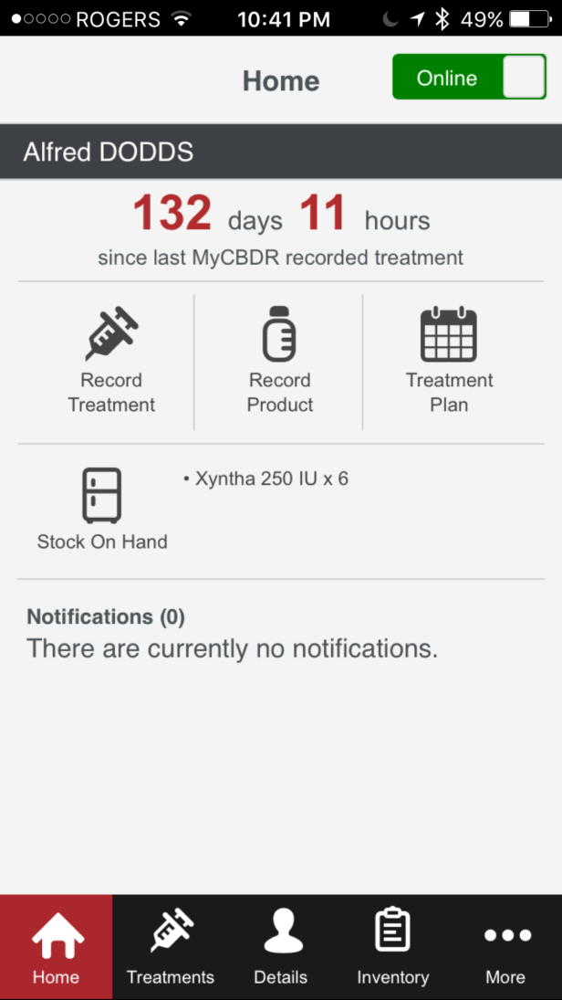 ROGERS 10:41 PM 49%
Home
Online
Alfred DODDS
132 days 11 hours
since last MyCBDR recorded treatment
Record
Treatment
Record
Product
Treatment
Plan
• Xyntha 250 IU x 6
Stock On Hand
Notifications (0)
There are currently no notifications.
Home Treatments Details Inventory More